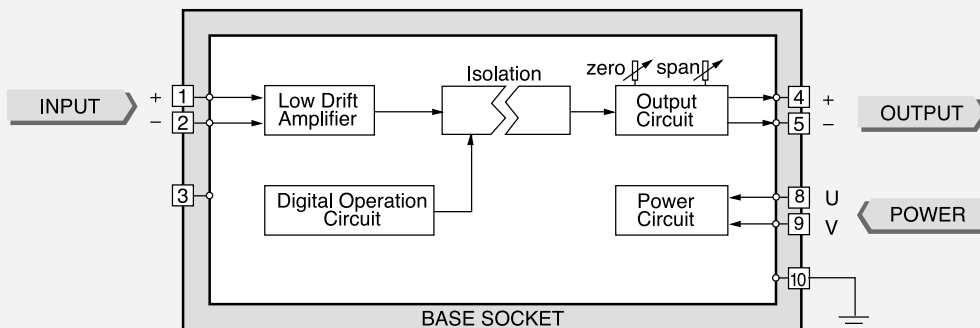 zero span
Isolation
INPUT
+ 1
− 2
3
Low Drift
Amplifier
Output
Circuit
4 +
5 −
OUTPUT
Digital Operation
Circuit
Power
Circuit
8 U
9 V
POWER
10
BASE SOCKET